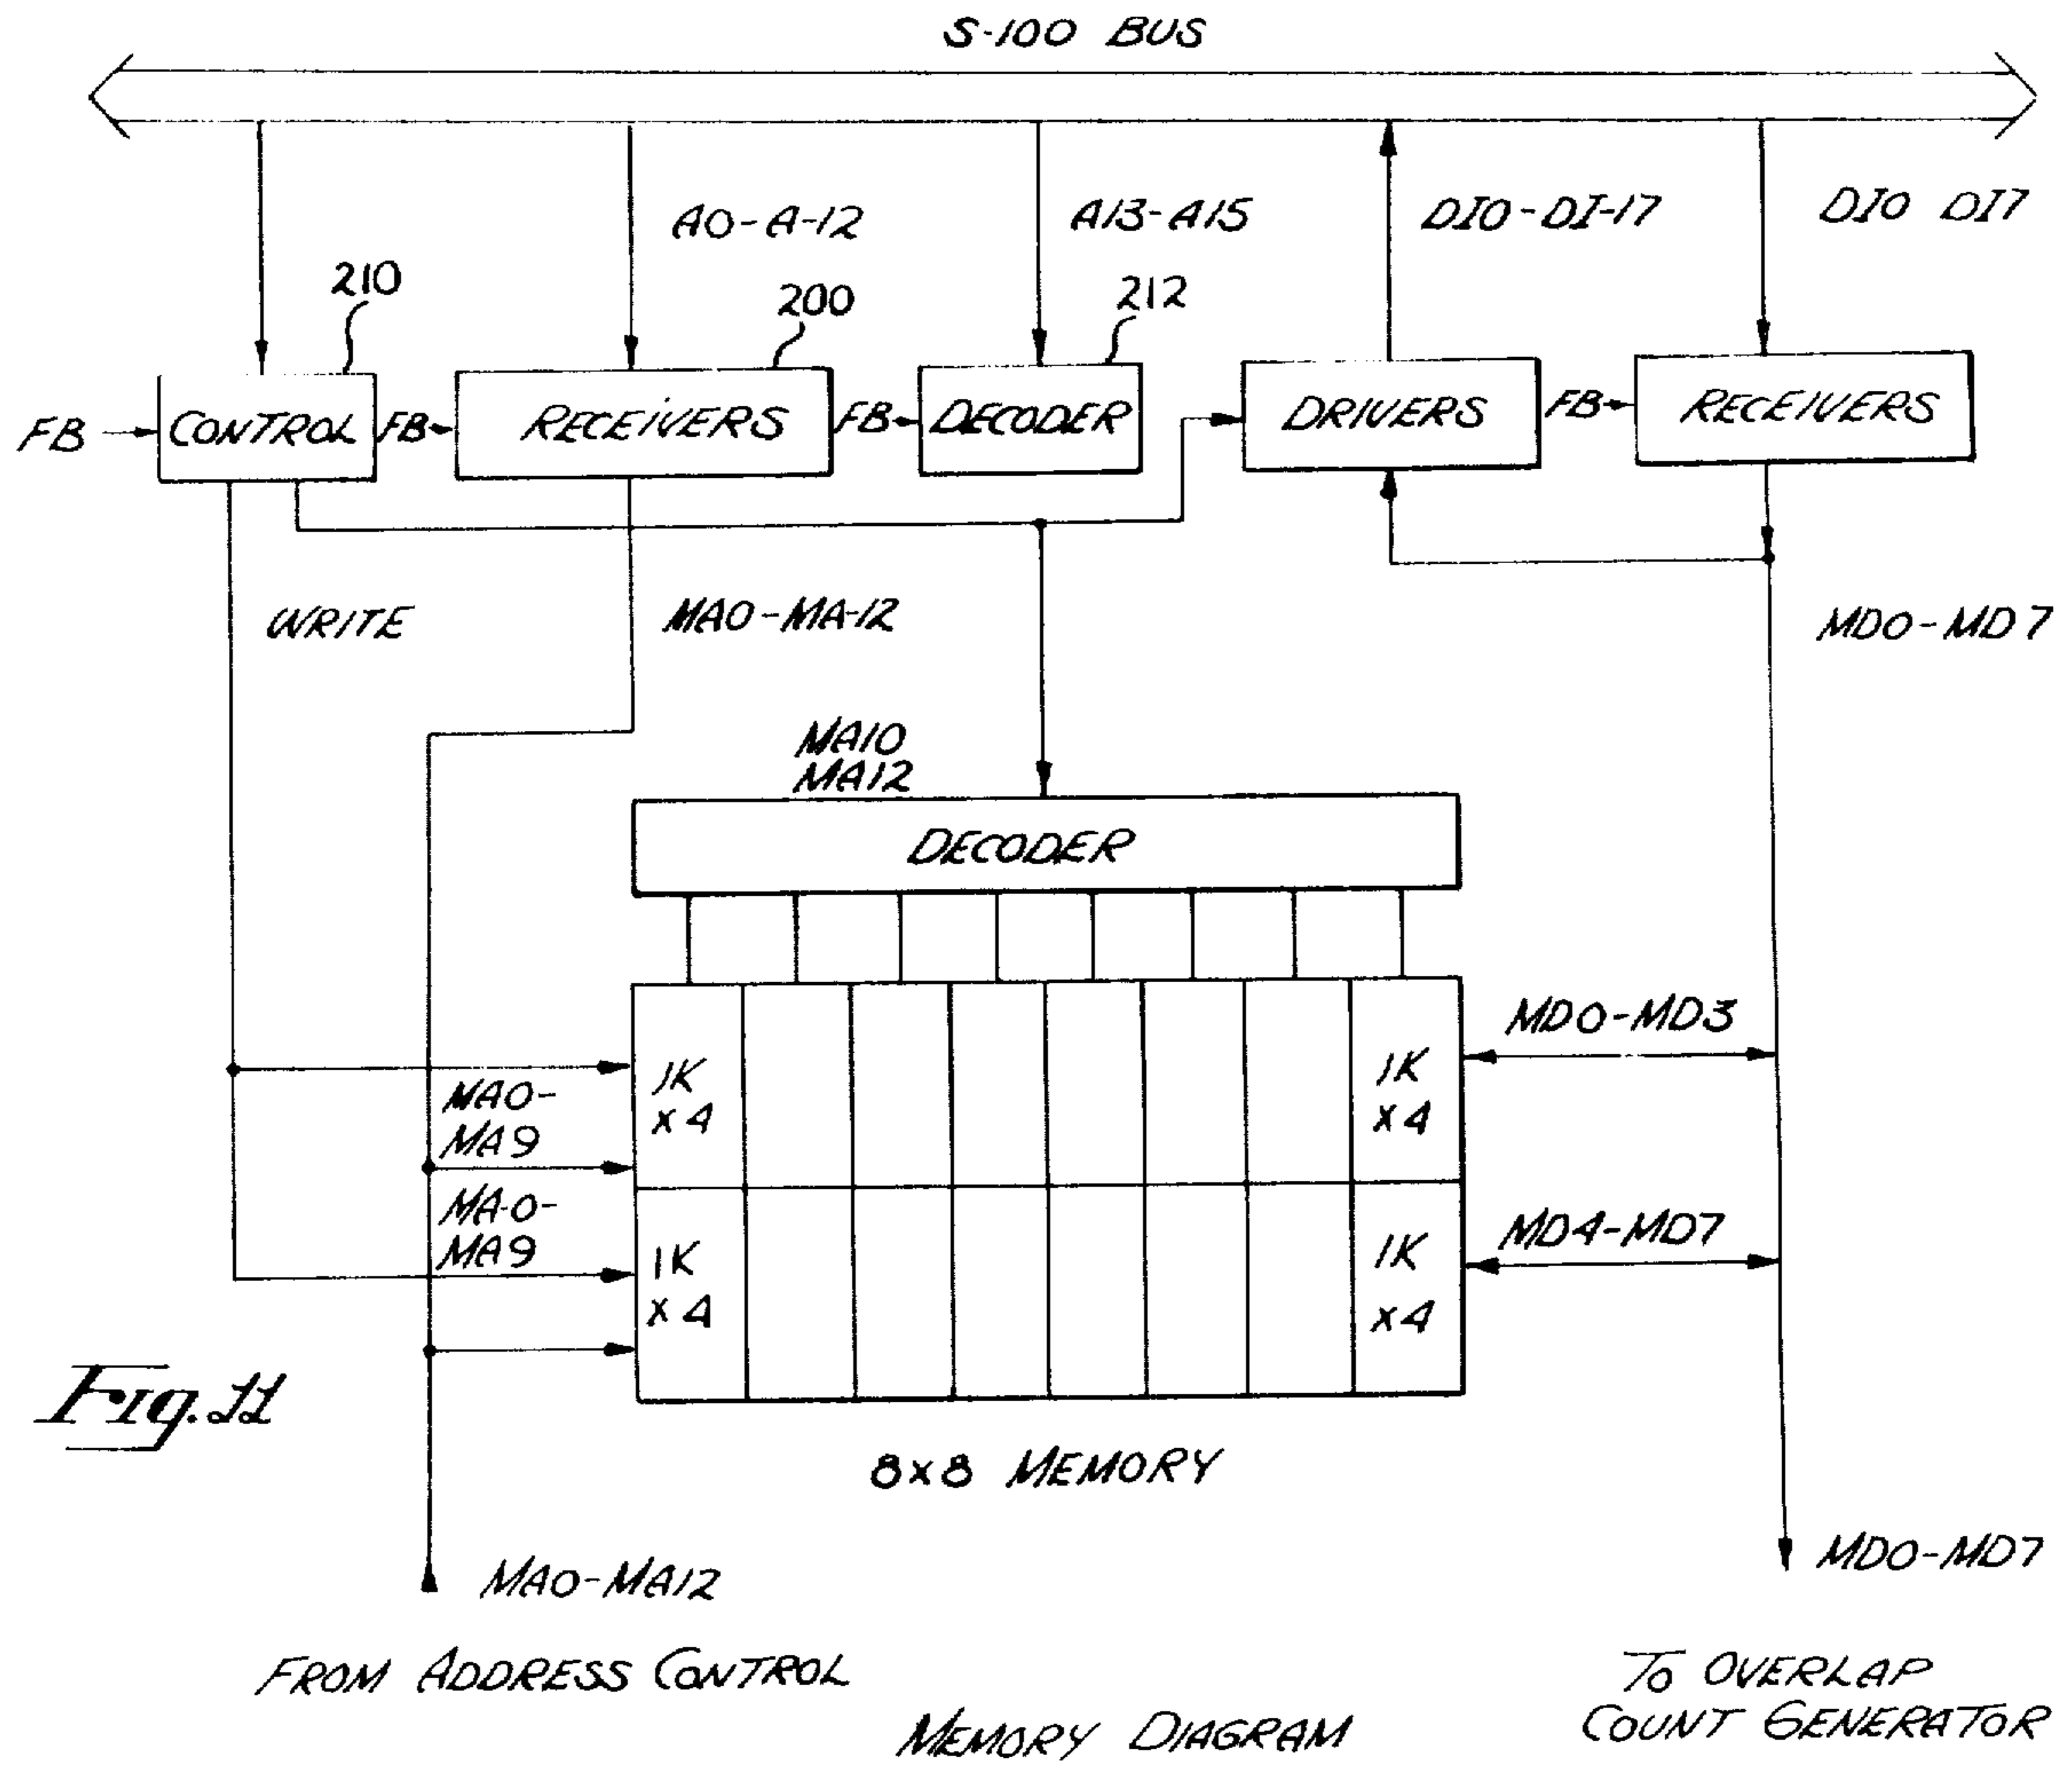 S-100 BUS
A0-A-12
A13-A15
DI0-DI-17
DI0 DI7
210
200
212
FB
CONTROL
FB
RECEIVERS
FB
DECODER
DRIVERS
FB
RECEIVERS
WRITE
MA0-MA-12
MD0-MD7
MA10
MA12
DECODER
MD0-MD3
1K
x4
1K
x4
MA0-
MA9
MA-0-
MA9
MD4-MD7
1K
x4
1K
x4
Fig. 11
8x8 MEMORY
MA0-MA12
MD0-MD7
FROM ADDRESS CONTROL
TO OVERLAP
COUNT GENERATOR
MEMORY DIAGRAM